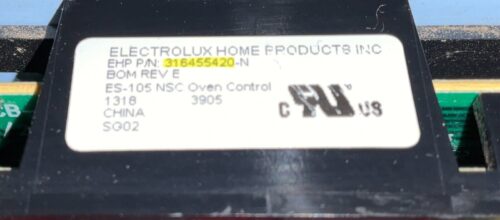 ELECTROLUX HOME PRODUCTS INC
EHP P/N: 316455420-N
BOM REV E
ES-105 NSC Oven Control
1318 3905
CHINA
SG02
C US